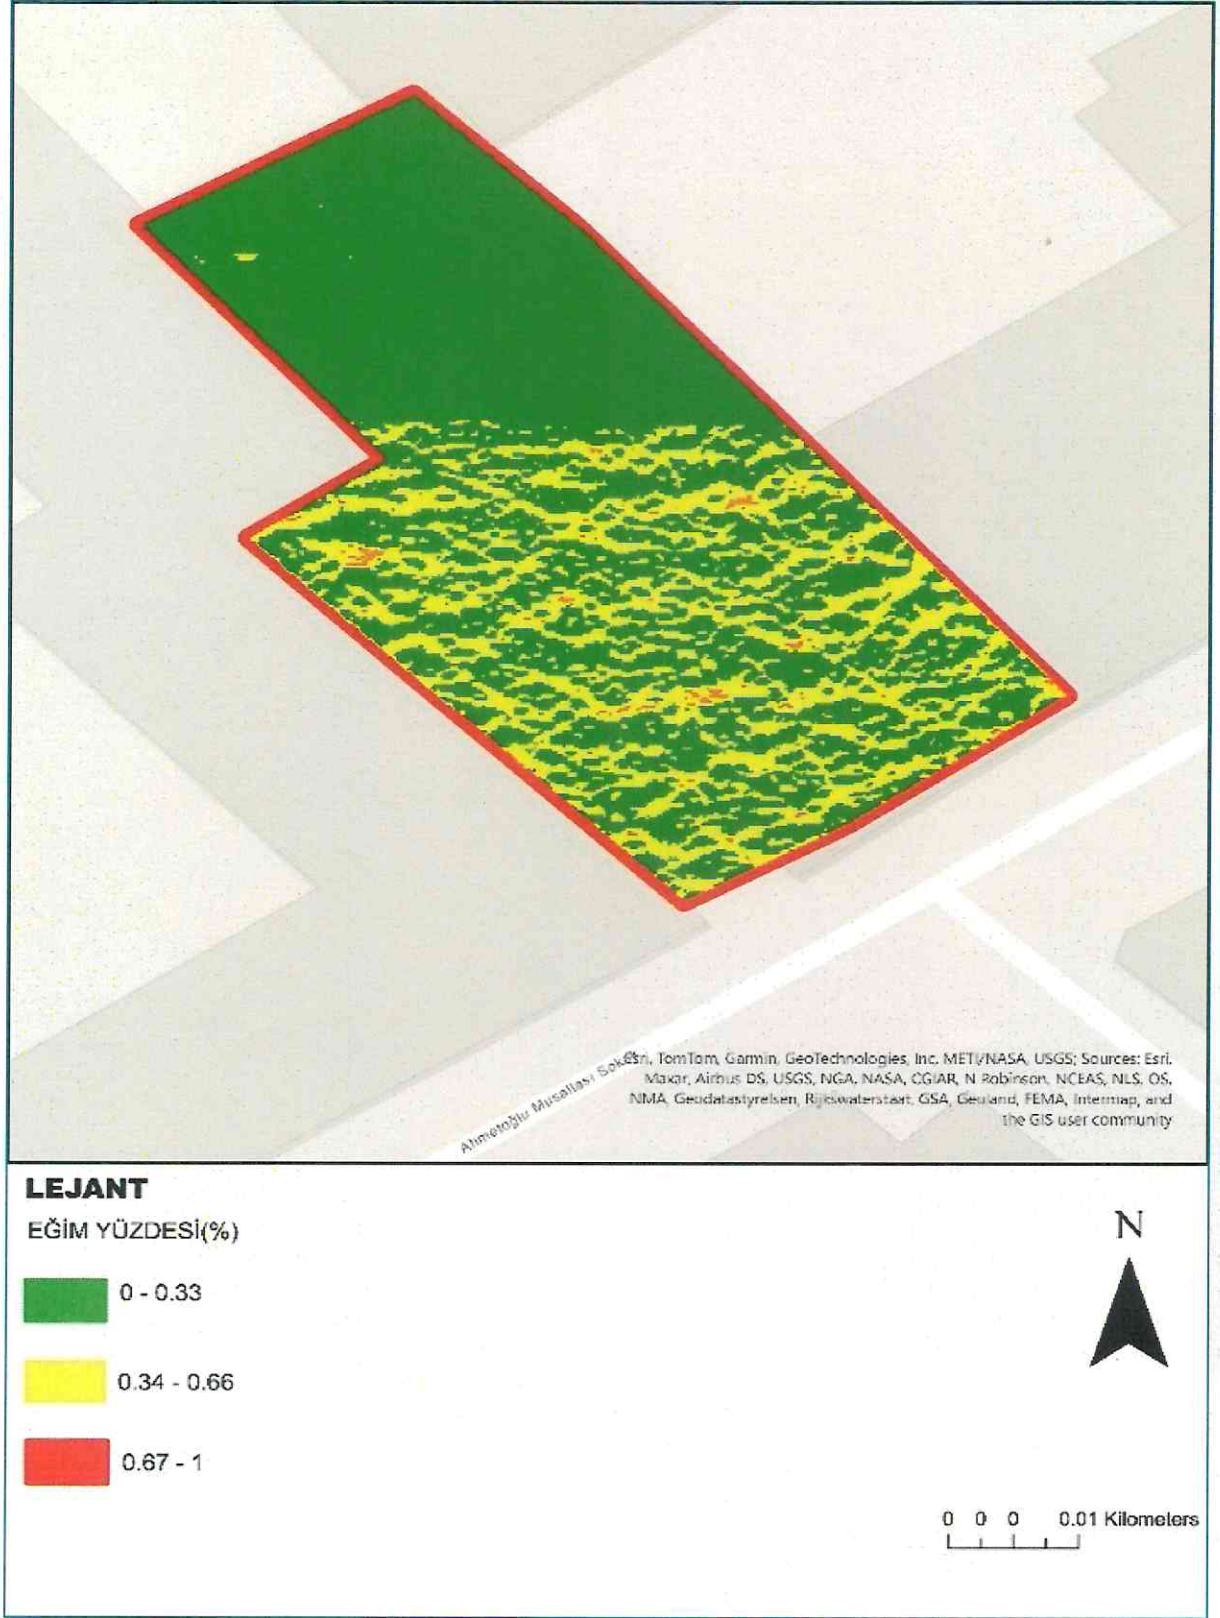 Ahmetoğlu Musallası Sokak
Esri, TomTom, Garmin, GeoTechnologies, Inc, METI/NASA, USGS; Sources: Esri,
Maxar, Airbus DS, USGS, NGA, NASA, CGIAR, N Robinson, NCEAS, NLS, OS,
NMA, Geodatastyrelsen, Rijkswaterstaat, GSA, Geoland, FEMA, Intermap, and
the GIS user community
LEJANT
EĞİM YÜZDESİ(%)
0 - 0.33
0.34 - 0.66
0.67 - 1
N
0 0 0 0.01 Kilometers